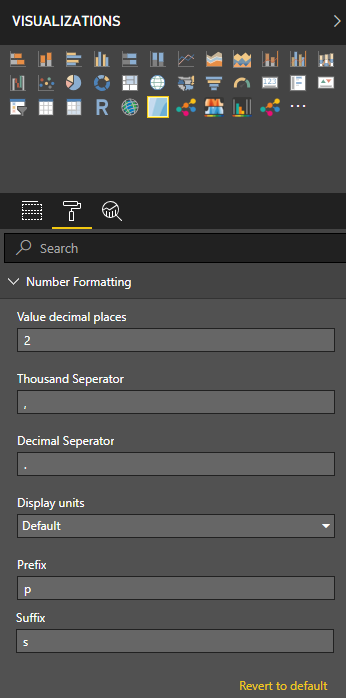 VISUALIZATIONS
123
R
Search
Number Formatting
Value decimal places
2
Thousand Seperator
,
Decimal Seperator
.
Display units
Default
Prefix
p
Suffix
s
Revert to default